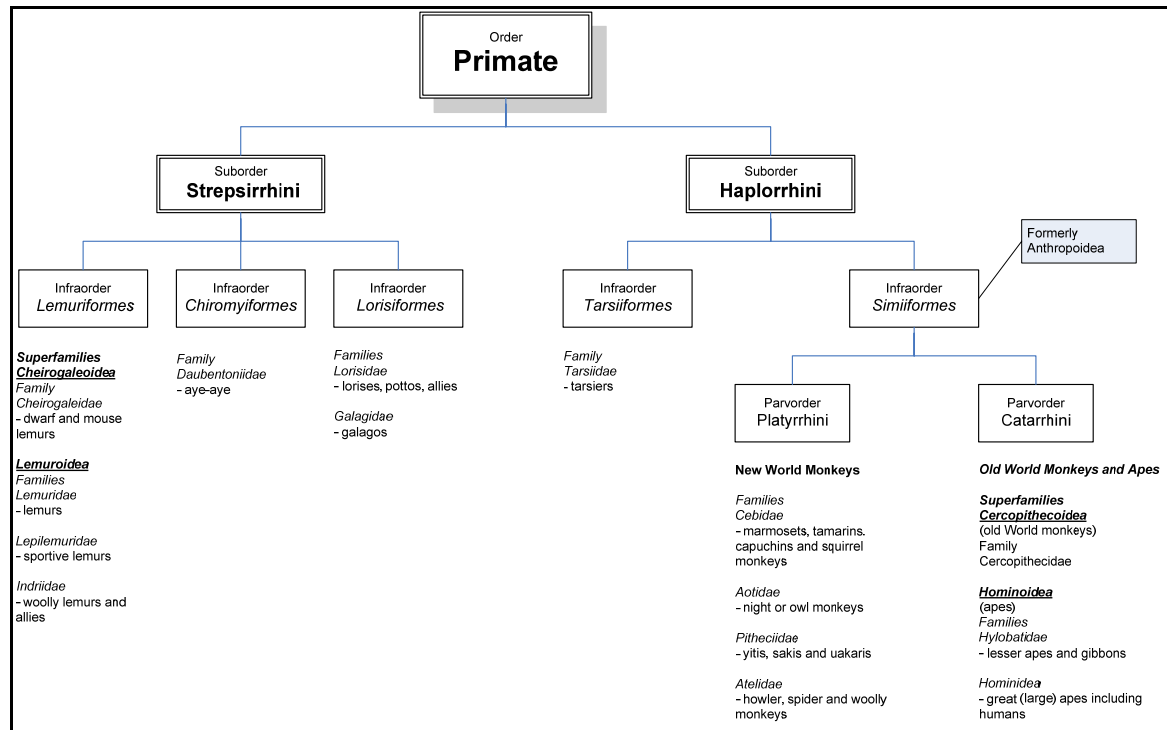 Order
Primate
Suborder
Strepsirrhini
Suborder
Haplorrhini
Formerly
Anthropoidea
Infraorder
Lemuriformes
Infraorder
Chiromyiformes
Infraorder
Lorisiformes
Infraorder
Tarsiiformes
Infraorder
Simiiformes
Superfamilies
Cheirogaleoidea
Family
Cheirogaleidae
- dwarf and mouse
lemurs
Lemuroidea
Families
Lemuridae
- lemurs
Lepilemuridae
- sportive lemurs
Indriidae
- woolly lemurs and
allies
Family
Daubentoniidae
- aye-aye
Families
Lorisidae
- lorises, pottos, allies
Galagidae
- galagos
Family
Tarsiidae
- tarsiers
Parvorder
Platyrrhini
Parvorder
Catarrhini
New World Monkeys
Families
Cebidae
- marmosets, tamarins.
capuchins and squirrel
monkeys
Aotidae
- night or owl monkeys
Pitheciidae
- yitis, sakis and uakaris
Atelidae
- howler, spider and woolly
monkeys
Old World Monkeys and Apes
Superfamilies
Cercopithecoidea
(old World monkeys)
Family
Cercopithecidae
Hominoidea
(apes)
Families
Hylobatidae
- lesser apes and gibbons
Hominidea
- great (large) apes including
humans